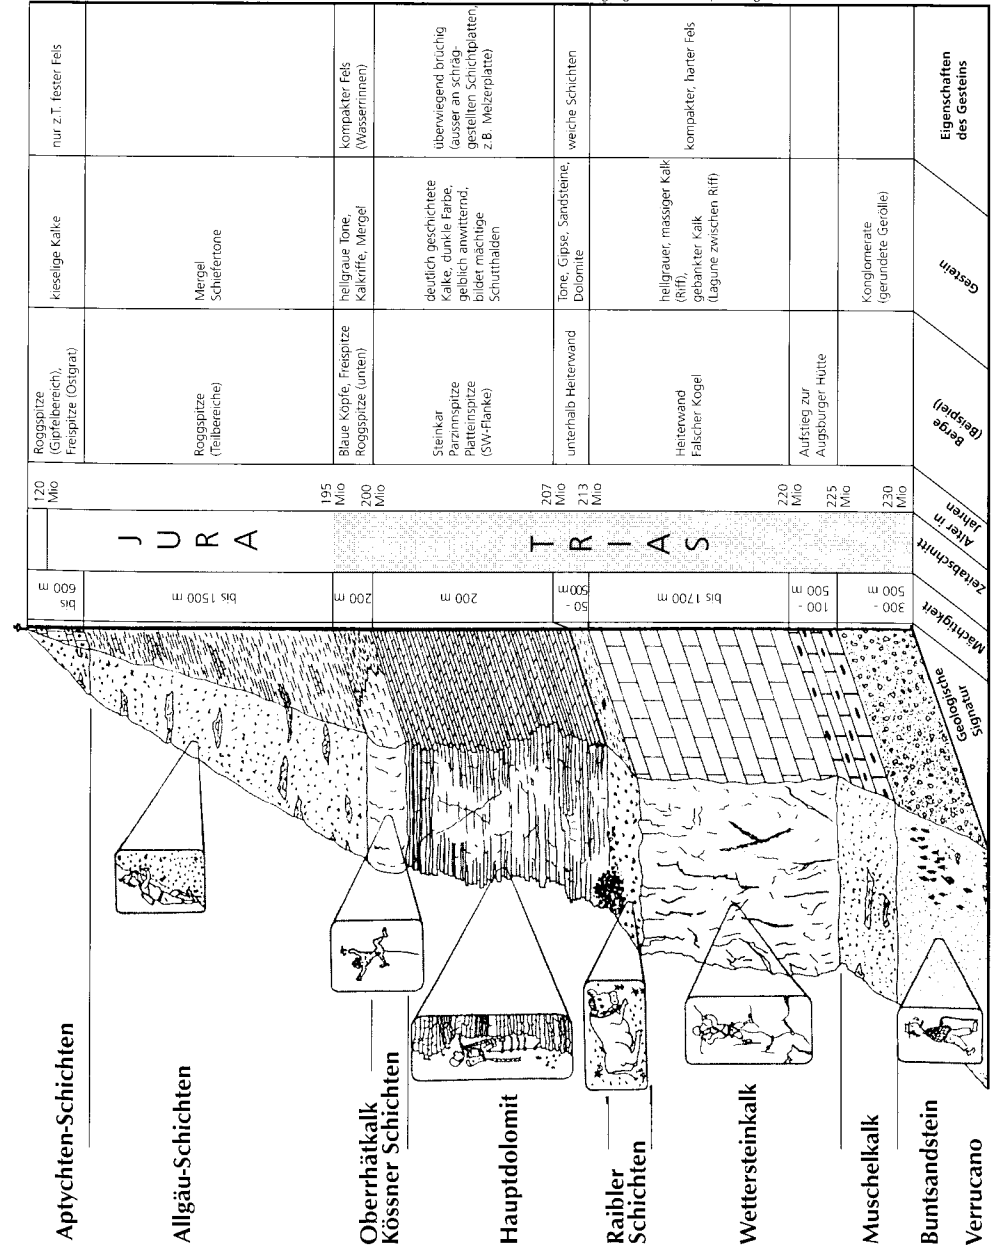 Aptychten-Schichten
Allgäu-Schichten
Oberrhätkalk
Kössner Schichten
Hauptdolomit
Raibler
Schichten
Wettersteinkalk
Muschelkalk
Buntsandstein
Verrucano
Geologische
Signatur
Mächtigkeit
bis
600 m
bis 1500 m
200 m
200 m
50 -
500m
bis 1700 m
100 -
500 m
300 -
500 m
Zeitabschnitt
JURA
TRIAS
Alter in
Jahren
120
Mio
195
Mio
200
Mio
207
Mio
213
Mio
220
Mio
225
Mio
230
Mio
Berge
(Beispiel)
Roggspitze
(Gipfelbereich),
Freispitze (Ostgrat)
Roggspitze
(Teilbereiche)
Blaue Köpfe, Freispitze
Roggspitze (unten)
Steinkar
Parzinnspitze
Platteinspitze
(SW-Flanke)
unterhalb Heiterwand
Heiterwand
Falscher Kogel
Aufstieg zur
Augsburger Hütte
Gestein
kieselige Kalke
Mergel
Schiefertone
hellgraue Tone,
Kalkriffe, Mergel
deutlich geschichtete
Kalke, dunkle Farbe,
gelblich anwitternd,
bildet mächtige
Schutthalden
Tone, Gipse, Sandsteine,
Dolomite
hellgrauer, massiger Kalk
(Riff),
gebankter Kalk
(Lagune zwischen Riff)
Konglomerate
(gerundete Gerölle)
Eigenschaften
des Gesteins
nur z.T. fester Fels
kompakter Fels
(Wasserrinnen)
überwiegend brüchig
(ausser an schräg-
gestellten Schichtplatten,
z.B. Melzerplatte)
weiche Schichten
kompakter, harter Fels